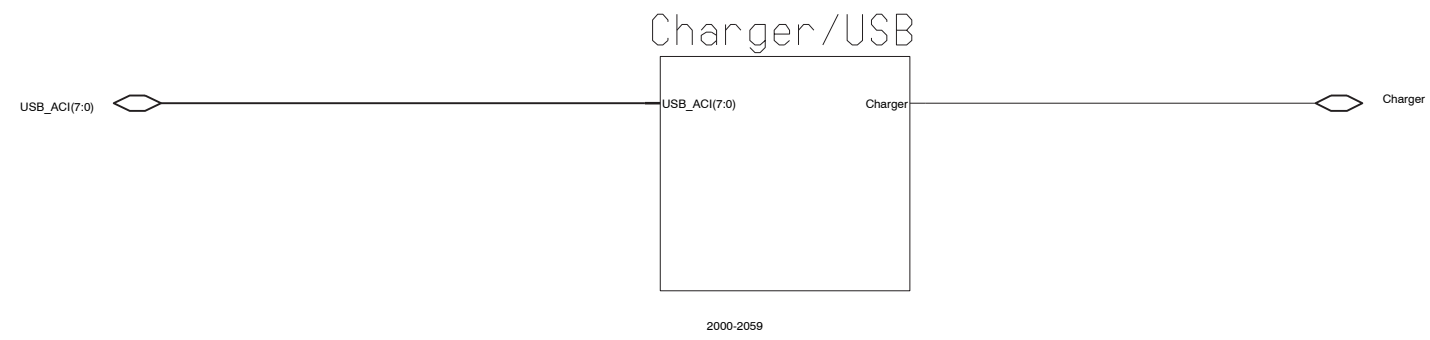 Charger/USB
USB_ACI(7:0)
USB_ACI(7:0)
Charger
Charger
2000-2059